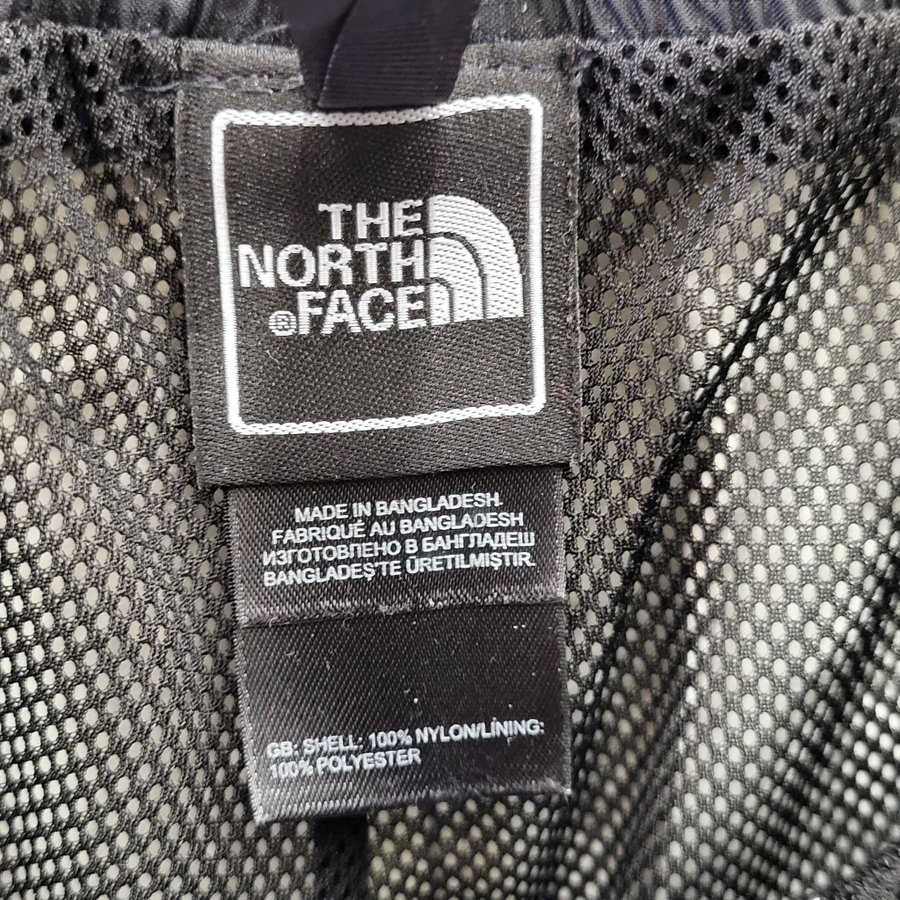 THE
NORTH
®FACE
MADE IN BANGLADESH.
FABRIQUÉ AU BANGLADESH
ИЗГОТОВЛЕНО В БАНГЛАДЕШ
BANGLADEŞ'TE ÜRETILMIŞTIR.
GB: SHELL: 100% NYLON/LINING:
100% POLYESTER